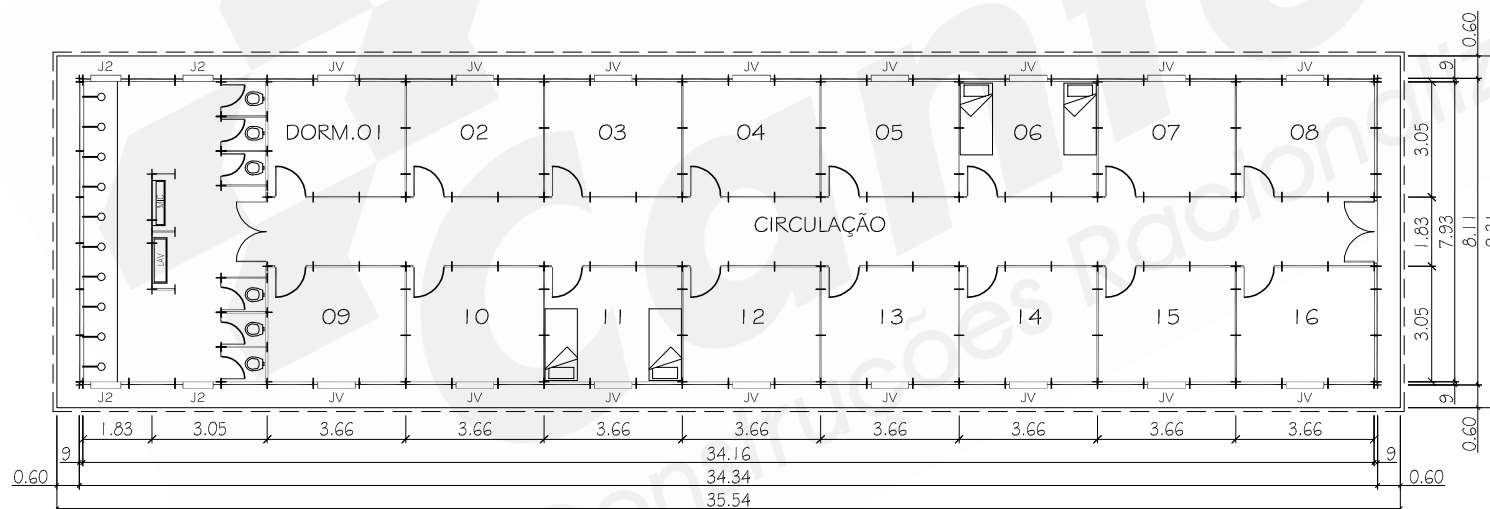 J2 J2 JV JV JV JV JV JV JV JV
DORM.01 02 03 04 05 06 07 08
MIC
LAV
CIRCULAÇÃO
09 10 11 12 13 14 15 16
J2 J2 JV JV JV JV JV JV JV JV
1.83 3.05 3.66 3.66 3.66 3.66 3.66 3.66 3.66 3.66
9 34.16 9
0.60 34.34 0.60
35.54
0.60
9
3.05
1.83
7.93
8.11
3.05
9
0.60
Construções Racionaliz